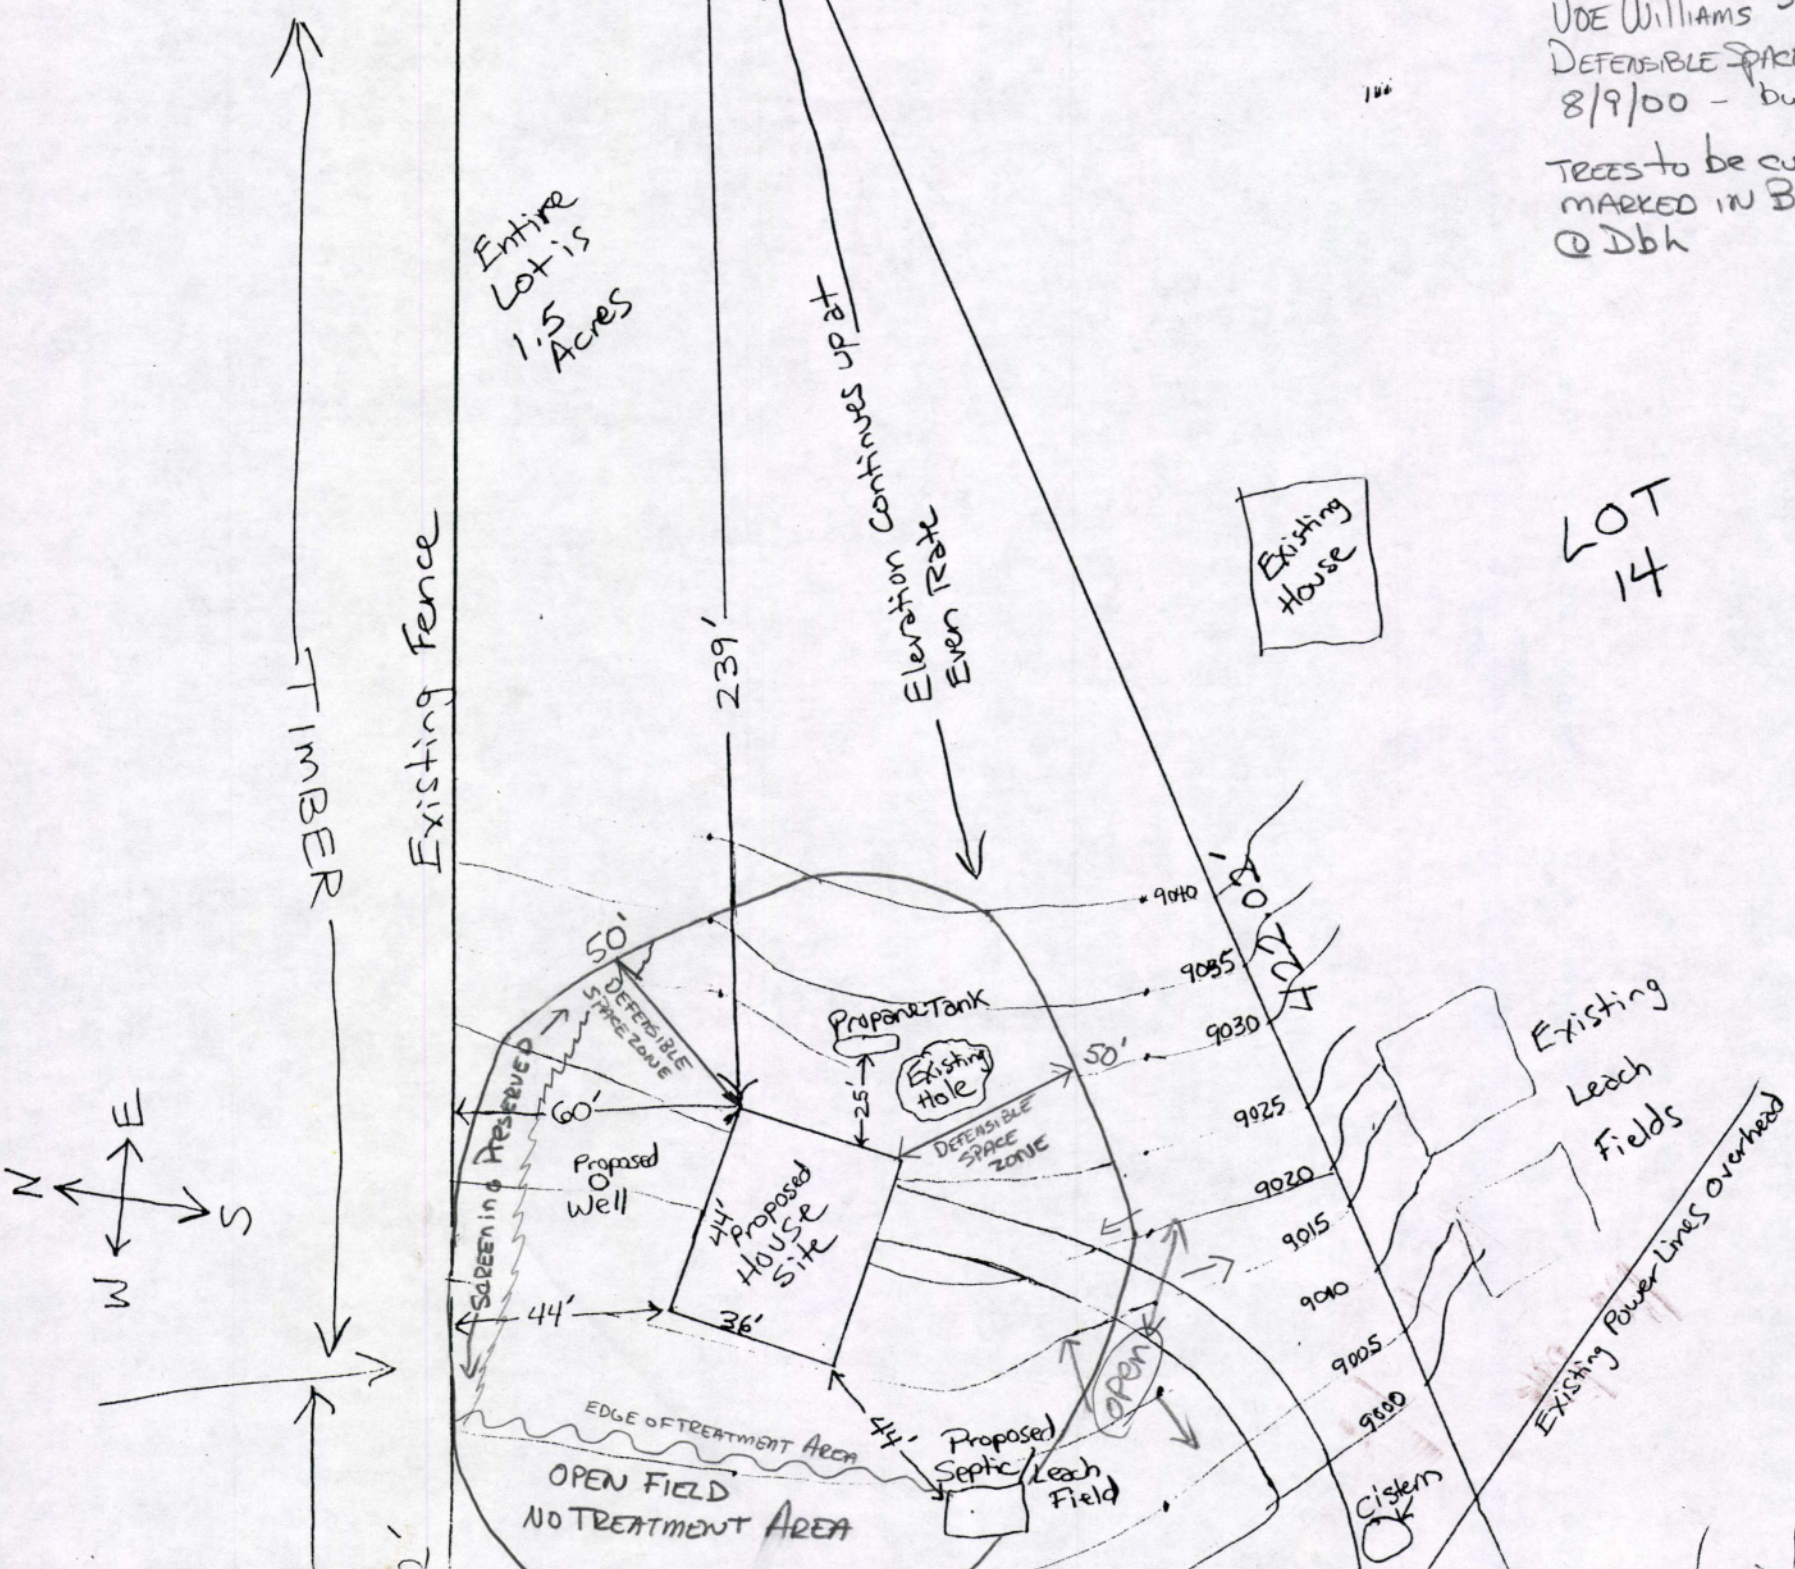 JOE WILLIAMS
DEFENSIBLE SPACE
8/9/00 -
TREES to be
MARKED IN
@ Dbh
Entire
Lot is
1.5
Acres
Elevation continues up at
Even Rate
TIMBER
Existing Fence
239'
Existing
House
LOT
14
9040
9035
9030
9025
9020
9015
9010
9005
9000
422.02'
Existing
Leach
Fields
Existing Power Lines Overhead
50'
DEFENSIBLE
SPACE ZONE
Propane Tank
Existing
Hole
25'
50'
DEFENSIBLE
SPACE
ZONE
SCREENING PRESERVED
60'
Proposed
Well
44'
Proposed
House
Site
36'
44'
N
E
S
W
OPEN
EDGE OF TREATMENT AREA
OPEN FIELD
NO TREATMENT AREA
44'
Proposed
Septic/Leach
Field
Cistern